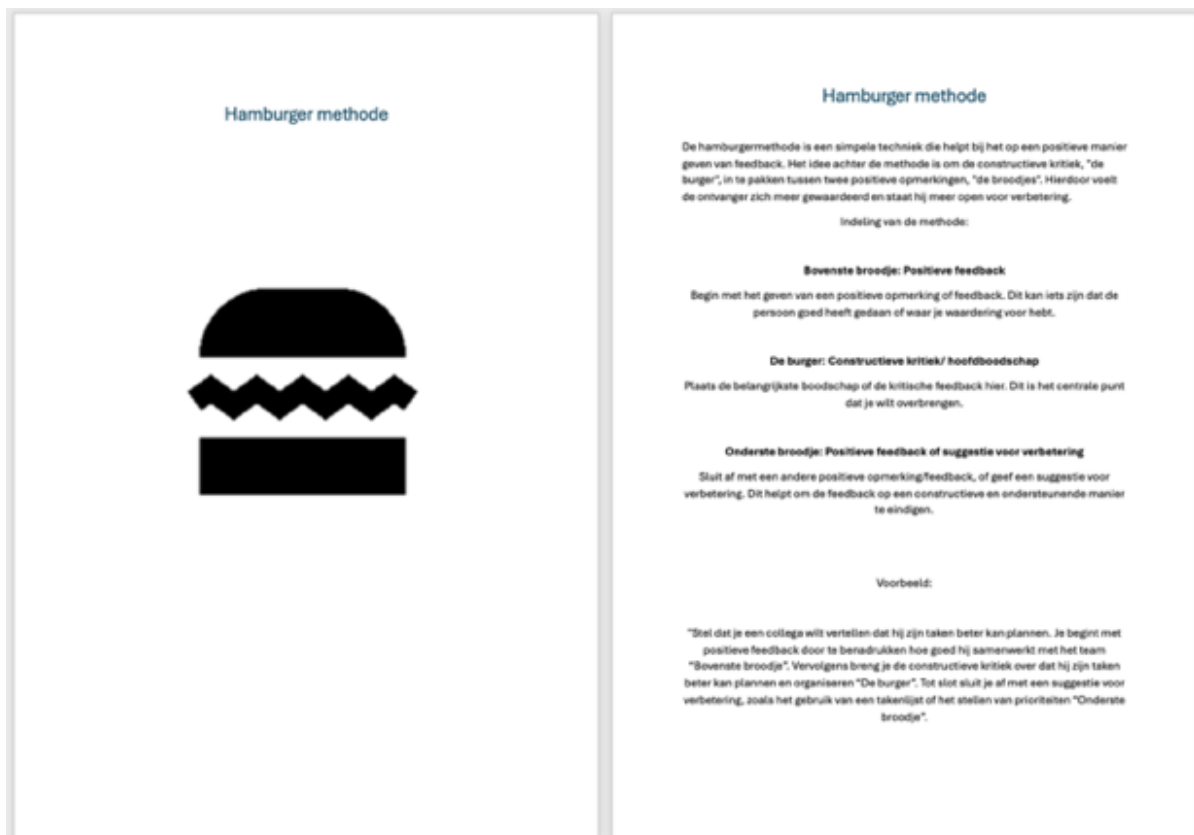 Hamburger methode
Hamburger methode
De hamburgermethode is een simpele techniek die helpt bij het op een positieve manier
geven van feedback. Het idee achter de methode is om de constructieve kritiek, "de
burger", in te pakken tussen twee positieve opmerkingen, "de broodjes". Hierdoor voelt
de ontvanger zich meer gewaardeerd en staat hij meer open voor verbetering.
Indeling van de methode:
Bovenste broodje: Positieve feedback
Begin met het geven van een positieve opmerking of feedback. Dit kan iets zijn dat de
persoon goed heeft gedaan of waar je waardering voor hebt.
De burger: Constructieve kritiek/ hoofdboodschap
Plaats de belangrijkste boodschap of de kritische feedback hier. Dit is het centrale punt
dat je wilt overbrengen.
Onderste broodje: Positieve feedback of suggestie voor verbetering
Sluit af met een andere positieve opmerking/feedback, of geef een suggestie voor
verbetering. Dit helpt om de feedback op een constructieve en ondersteunende manier
te eindigen.
Voorbeeld:
"Stel dat je een collega wilt vertellen dat hij zijn taken beter kan plannen. Je begint met
positieve feedback door te benadrukken hoe goed hij samenwerkt met het team
"Bovenste broodje". Vervolgens breng je de constructieve kritiek over dat hij zijn taken
beter kan plannen en organiseren "De burger". Tot slot sluit je af met een suggestie voor
verbetering, zoals het gebruik van een takenlijst of het stellen van prioriteiten "Onderste
broodje".